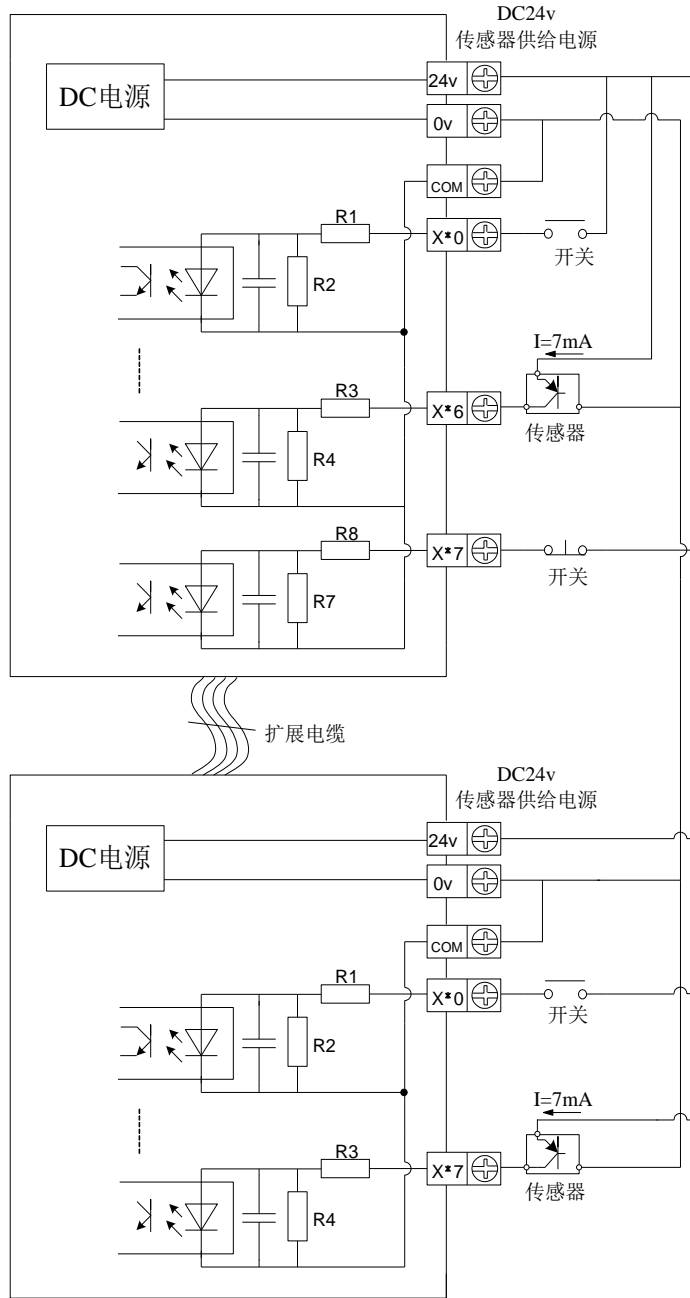 DC24v
传感器供给电源
DC电源
24v
0v
COM
R1
X*0
R2
开关
I=7mA
R3
X*6
R4
传感器
R8
X*7
R7
开关
扩展电缆
DC24v
传感器供给电源
DC电源
24v
0v
COM
R1
X*0
R2
开关
I=7mA
R3
X*7
R4
传感器